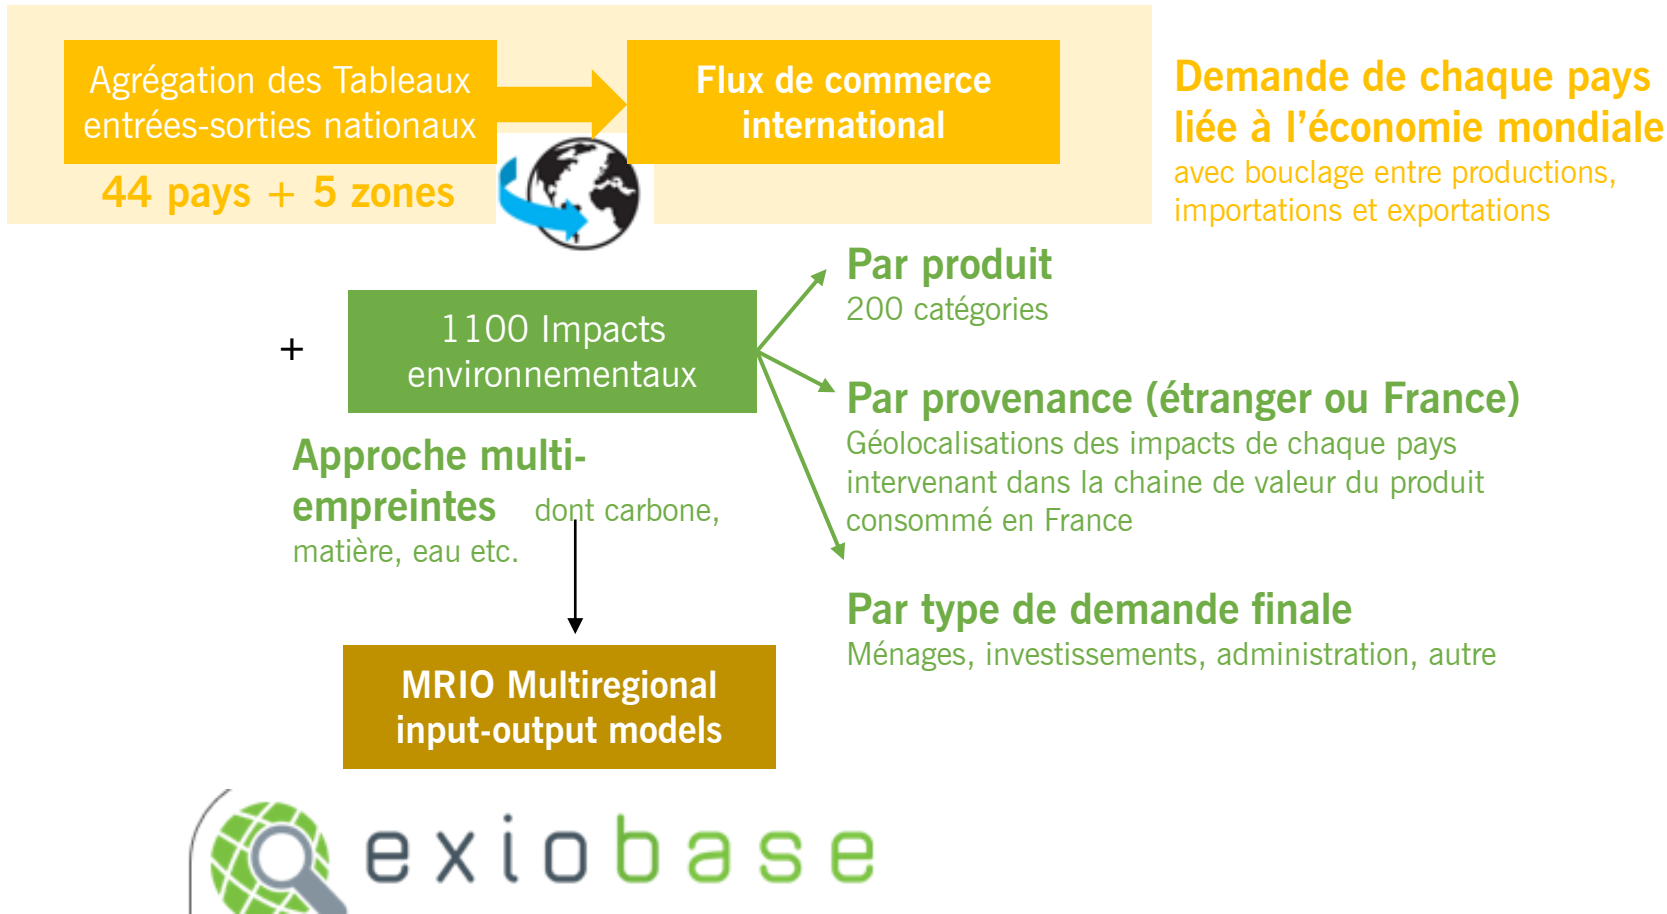 Agrégation des Tableaux
entrées-sorties nationaux
44 pays + 5 zones
Flux de commerce
international
Demande de chaque pays
liée à l'économie mondiale
avec bouclage entre productions,
importations et exportations
+
1100 Impacts
environnementaux
Approche multi-
empreintes dont carbone,
matière, eau etc.
Par produit
200 catégories
Par provenance (étranger ou France)
Géolocalisations des impacts de chaque pays
intervenant dans la chaine de valeur du produit
consommé en France
Par type de demande finale
Ménages, investissements, administration, autre
MRIO Multiregional
input-output models
exiobase